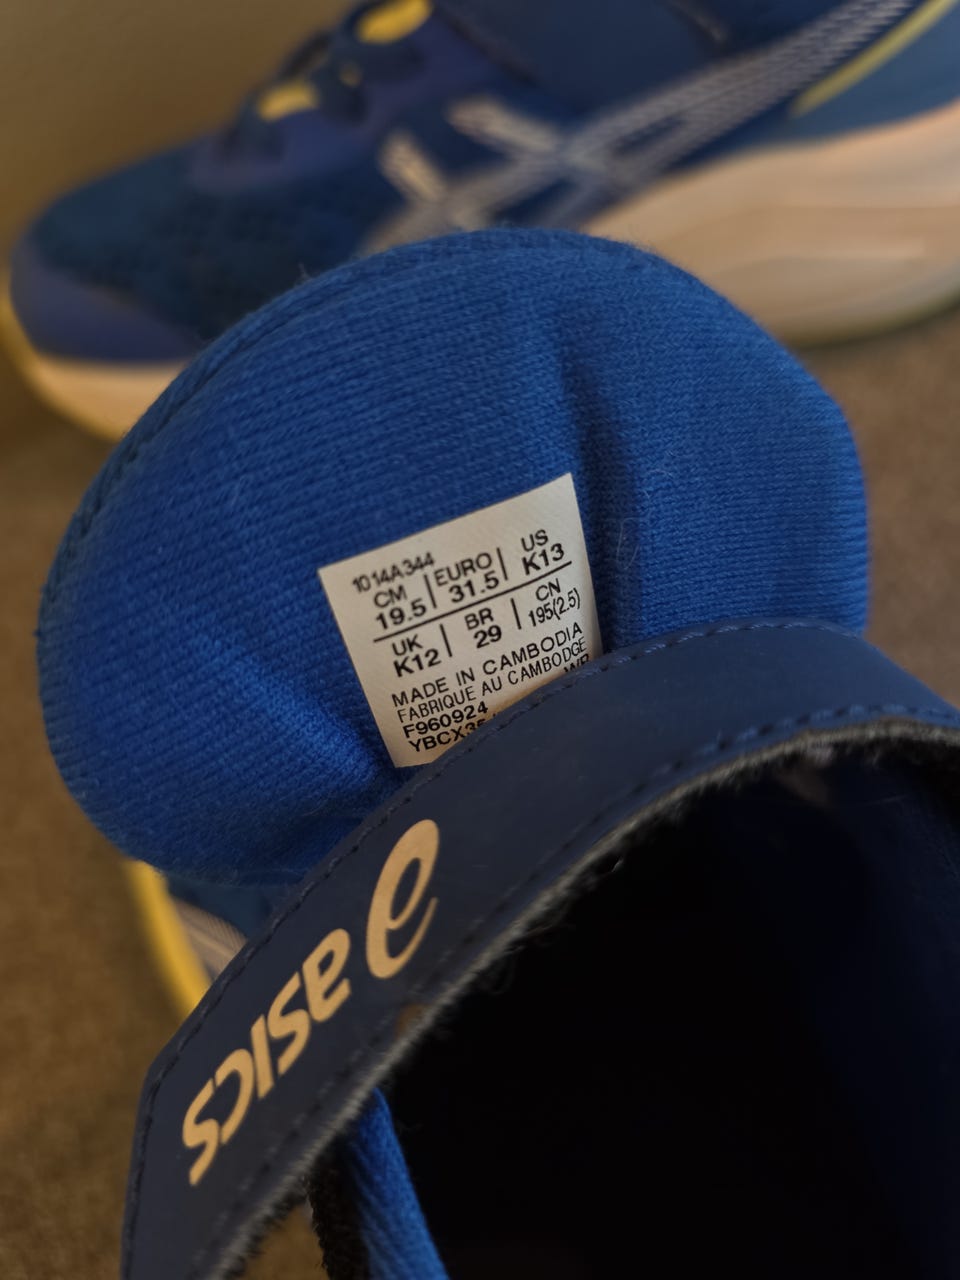 1014A344
CM EURO US
19.5 31.5 K13
UK BR CN
K12 29 195(2.5)
MADE IN CAMBODIA
FABRIQUE AU CAMBODGE
F960924
asics